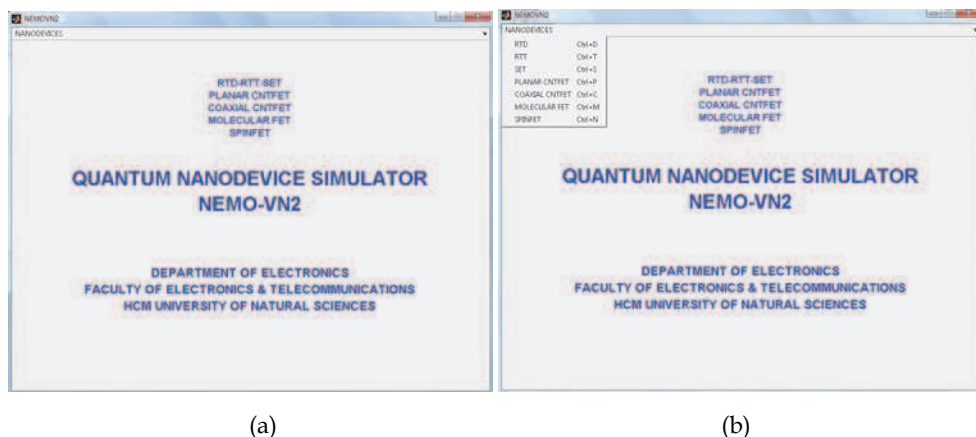 NEMOVN2
NANODEVICES
RTD-RTT-SET
PLANAR CNTFET
COAXIAL CNTFET
MOLECULAR FET
SPINFET
QUANTUM NANODEVICE SIMULATOR
NEMO-VN2
DEPARTMENT OF ELECTRONICS
FACULTY OF ELECTRONICS & TELECOMMUNICATIONS
HCM UNIVERSITY OF NATURAL SCIENCES
(a)
NEMOVN2
NANODEVICES
RTD Ctrl+D
RTT Ctrl+T
SET Ctrl+S
PLANAR CNTFET Ctrl+P
COAXIAL CNTFET Ctrl+C
MOLECULAR FET Ctrl+M
SPINFET Ctrl+N
RTD-RTT-SET
PLANAR CNTFET
COAXIAL CNTFET
MOLECULAR FET
SPINFET
QUANTUM NANODEVICE SIMULATOR
NEMO-VN2
DEPARTMENT OF ELECTRONICS
FACULTY OF ELECTRONICS & TELECOMMUNICATIONS
HCM UNIVERSITY OF NATURAL SCIENCES
(b)